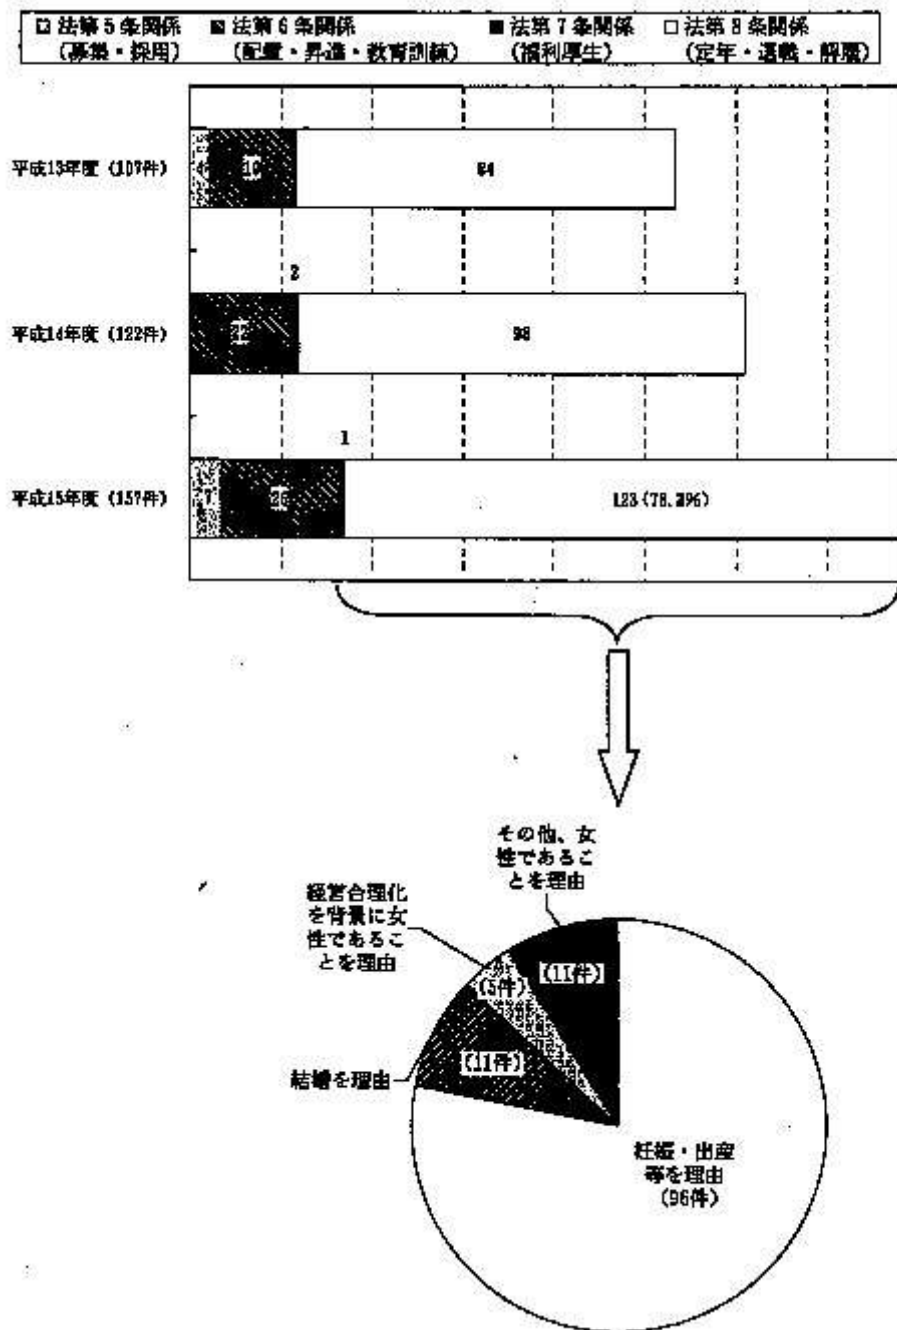 法第5条関係 法第6条関係 法第7条関係 法第8条関係
(募集・採用) (配置・昇進・教育訓練) (福利厚生) (定年・退職・解雇)
平成13年度 (107件)
4 19 84
2
平成14年度 (122件)
22 98
1
平成15年度 (157件)
7 26 123(78.3%)
その他、女
性であるこ
とを理由
経営合理化
を背景に女
性であるこ
とを理由
(11件)
(5件)
結婚を理由
(11件)
妊娠・出産
等を理由
(96件)